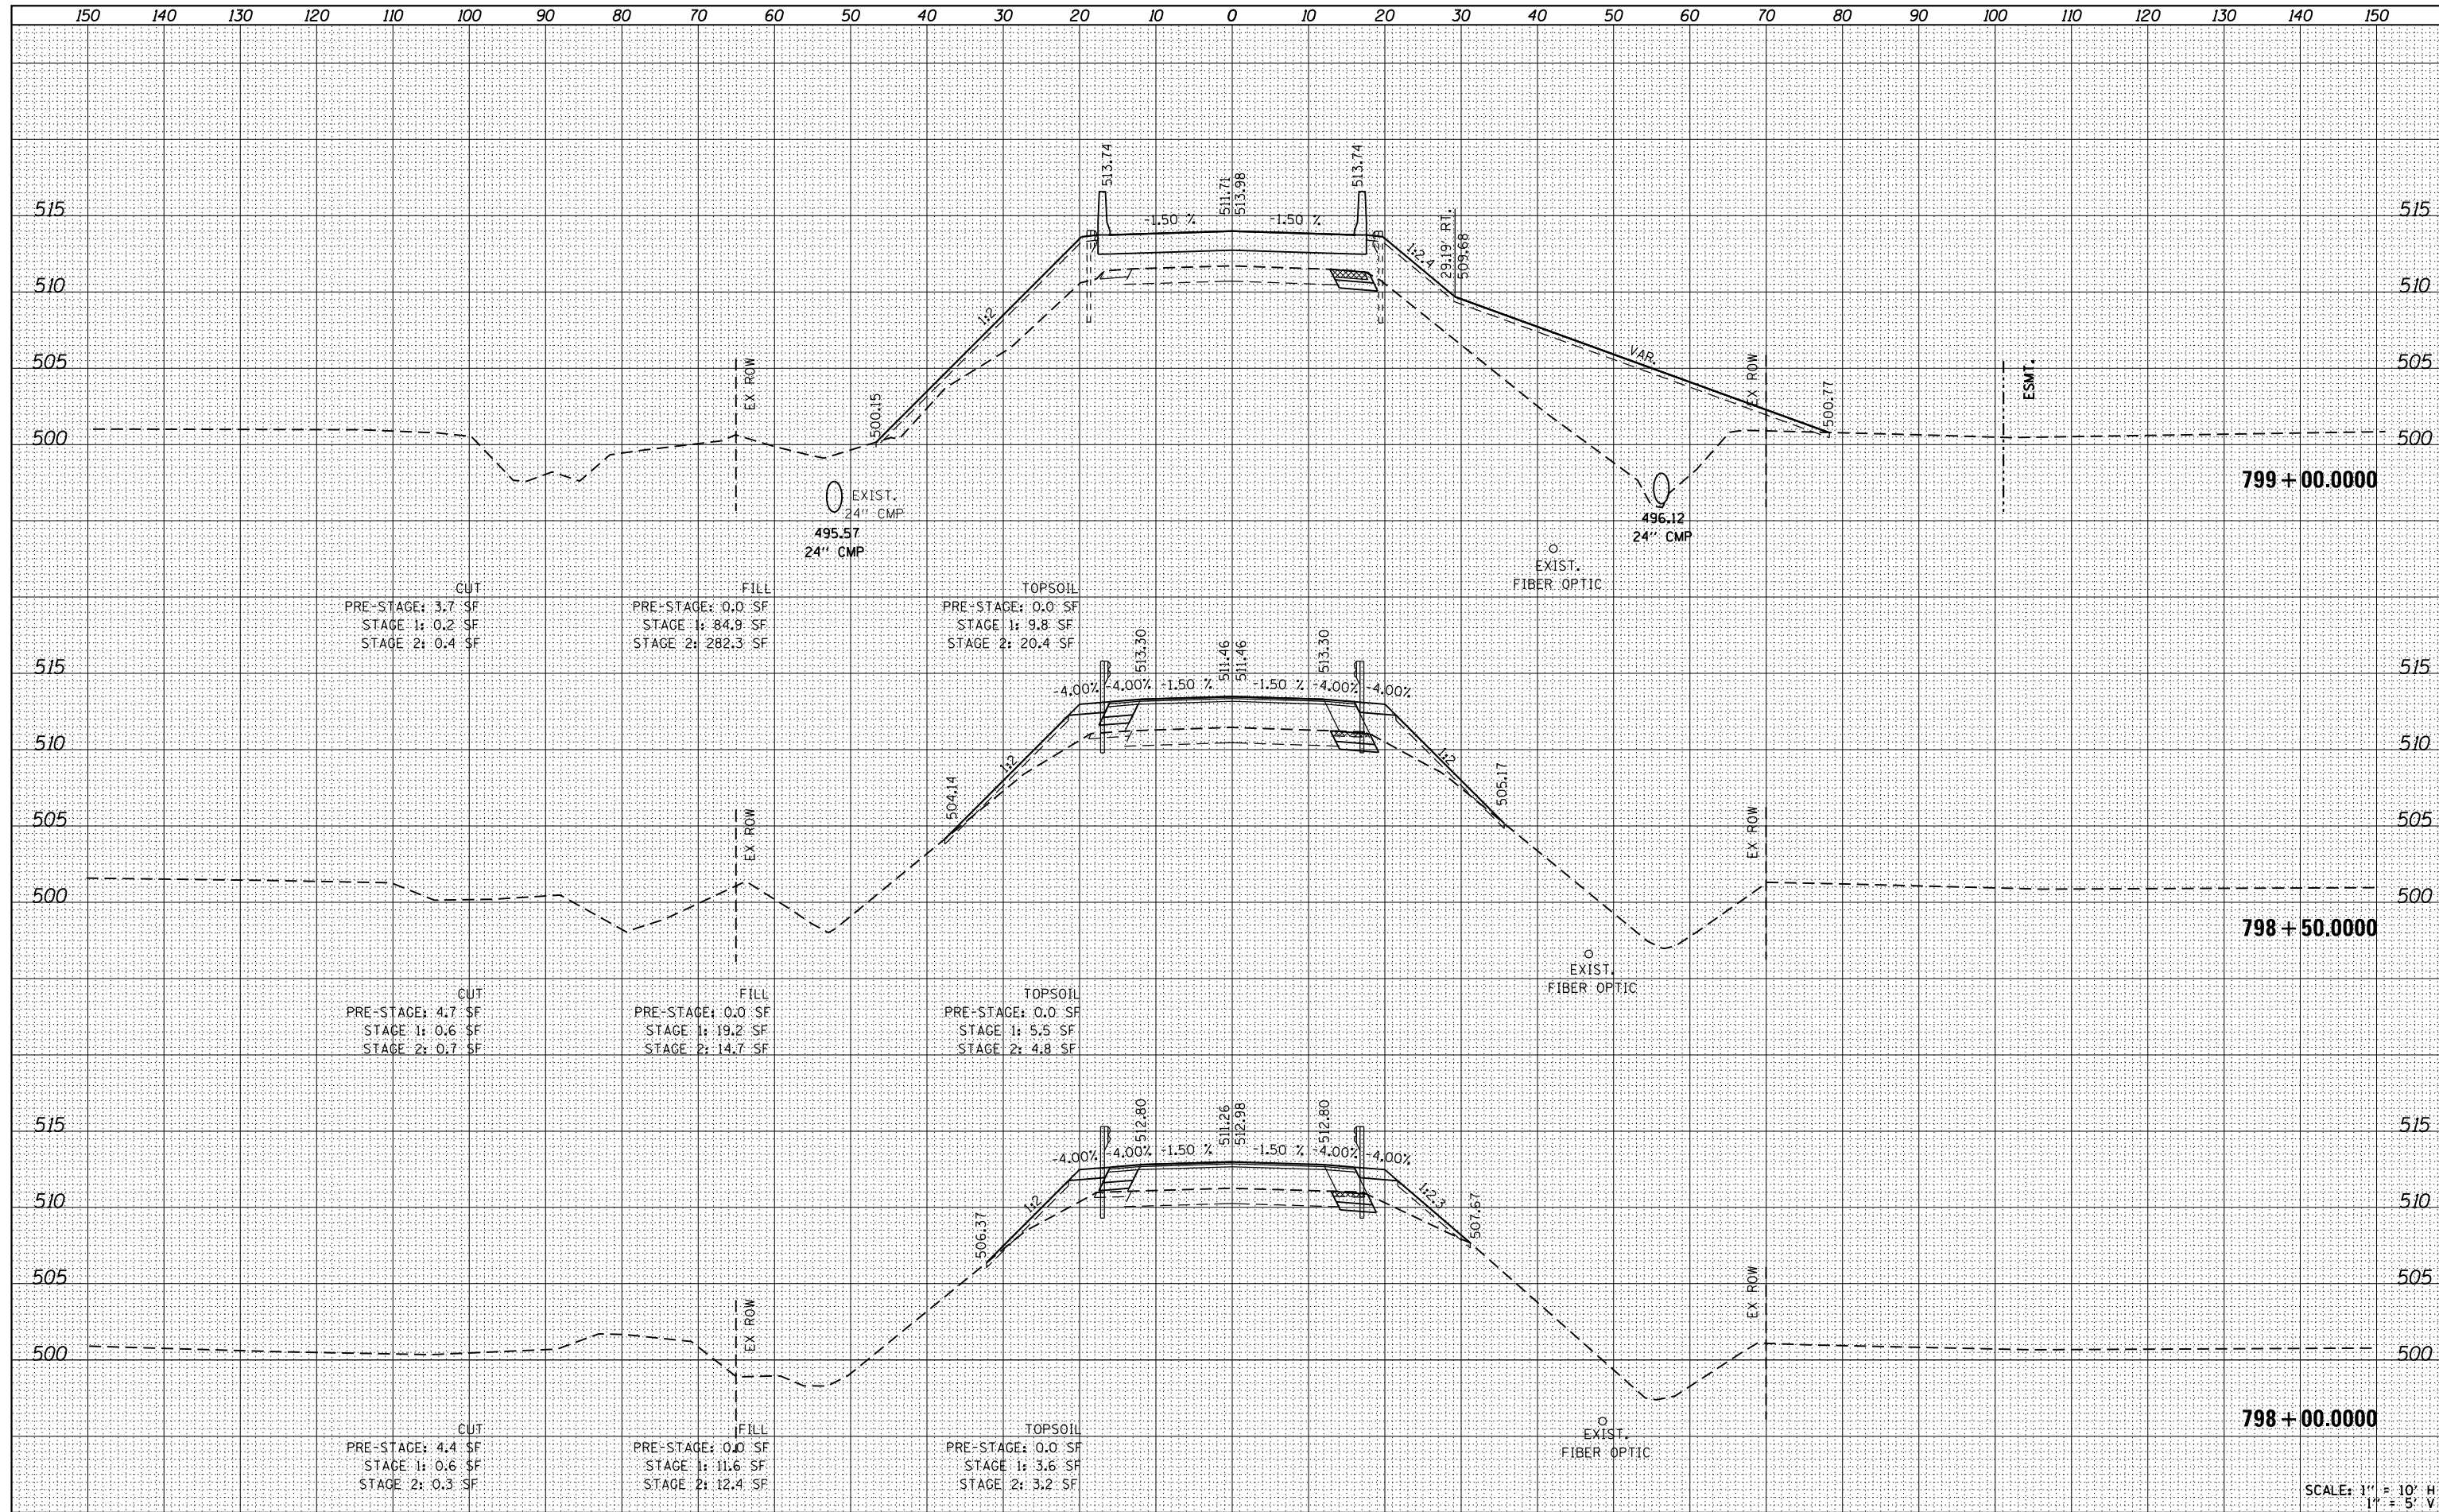 150 140 130 120 110 100 90 80 70 60 50 40 30 20 10 0 10 20 30 40 50 60 70 80 90 100 110 120 130 140 150
513.74
511.71
513.98
513.74
515
-1.50 %
-1.50 %
515
29.19' RT.
509.68
1:2.4
510
1:2
510
505
EX ROW
500.15
VAR.
EX ROW
500.77
ESMT.
505
500
500
799+00.0000
EXIST.
24" CMP
495.57
24" CMP
496.12
24" CMP
EXIST.
FIBER OPTIC
CUT
PRE-STAGE: 3.7 SF
STAGE 1: 0.2 SF
STAGE 2: 0.4 SF
FILL
PRE-STAGE: 0.0 SF
STAGE 1: 84.9 SF
STAGE 2: 282.3 SF
TOPSOIL
PRE-STAGE: 0.0 SF
STAGE 1: 9.8 SF
STAGE 2: 20.4 SF
513.30
511.46
511.46
513.30
515
515
-4.00% -4.00% -1.50 % -1.50 % -4.00% -4.00%
510
1:2
1:2
510
504.14
505.17
505
EX ROW
EX ROW
505
500
500
798+50.0000
EXIST.
FIBER OPTIC
CUT
PRE-STAGE: 4.7 SF
STAGE 1: 0.6 SF
STAGE 2: 0.7 SF
FILL
PRE-STAGE: 0.0 SF
STAGE 1: 19.2 SF
STAGE 2: 14.7 SF
TOPSOIL
PRE-STAGE: 0.0 SF
STAGE 1: 5.5 SF
STAGE 2: 4.8 SF
512.80
511.26
512.98
512.80
515
515
-4.00% -4.00% -1.50 % -1.50 % -4.00% -4.00%
510
1:2
1:2.3
510
506.37
507.67
505
505
EX ROW
EX ROW
500
500
798+00.0000
EXIST.
FIBER OPTIC
CUT
PRE-STAGE: 4.4 SF
STAGE 1: 0.6 SF
STAGE 2: 0.3 SF
FILL
PRE-STAGE: 0.0 SF
STAGE 1: 11.6 SF
STAGE 2: 12.4 SF
TOPSOIL
PRE-STAGE: 0.0 SF
STAGE 1: 3.6 SF
STAGE 2: 3.2 SF
SCALE: 1" = 10' H
1" = 5' V